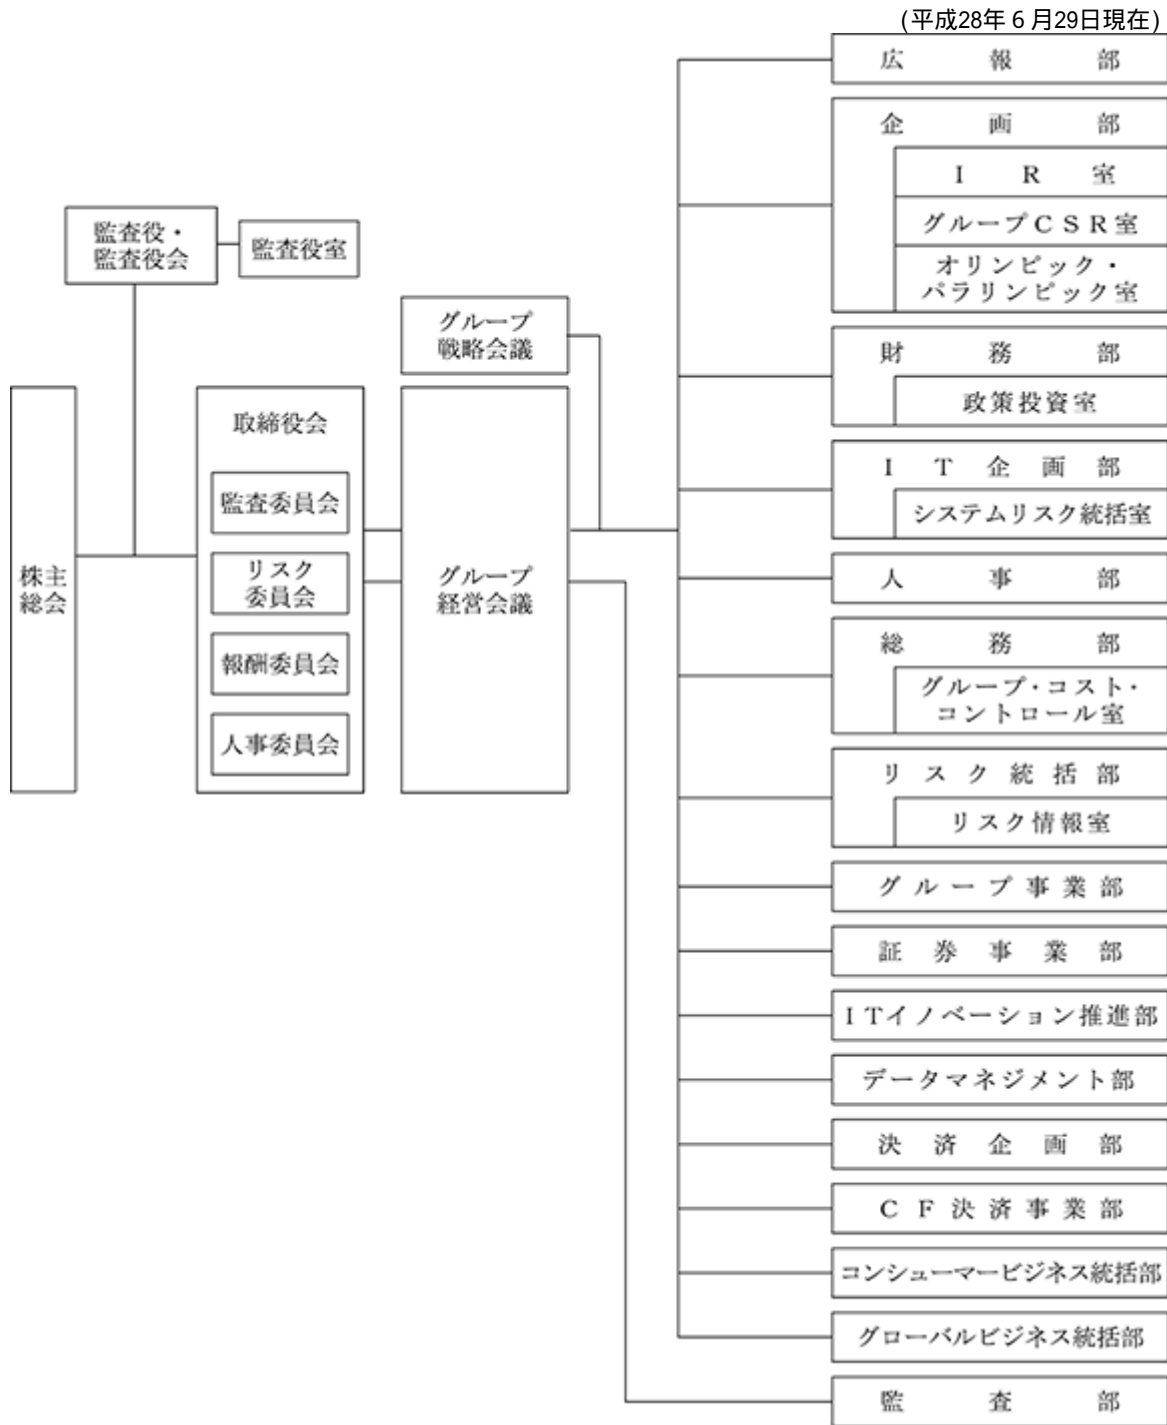 (平成28年６月29日現在)
監査役・
監査役会
監査役室
株主
総会
取締役会
監査委員会
リスク
委員会
報酬委員会
人事委員会
グループ
戦略会議
グループ
経営会議
広報部
企画部
ＩＲ室
グループＣＳＲ室
オリンピック・
パラリンピック室
財務部
政策投資室
ＩＴ企画部
システムリスク統括室
人事部
総務部
グループ・コスト・
コントロール室
リスク統括部
リスク情報室
グループ事業部
証券事業部
ＩＴイノベーション推進部
データマネジメント部
決済企画部
ＣＦ決済事業部
コンシューマービジネス統括部
グローバルビジネス統括部
監査部